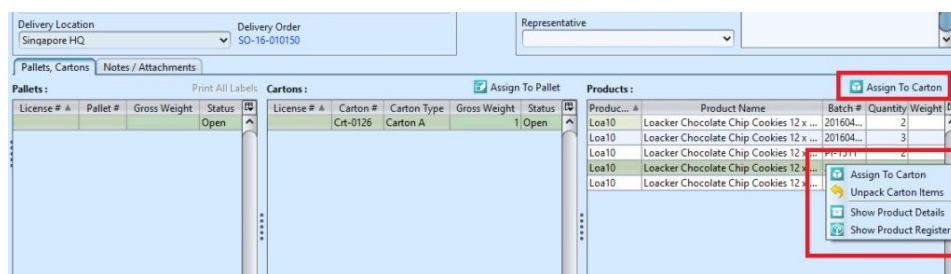 Delivery Location
Delivery Order
Representative
Singapore HQ
SO-16-010150
Pallets, Cartons
Notes / Attachments
Pallets :
Print All Labels
Cartons :
Assign To Pallet
Products :
Assign To Carton
License # Pallet # Gross Weight Status
License # Carton # Carton Type Gross Weight Status
Produc... Product Name Batch # Quantity Weight
Open
Crt-0126 Carton A 1 Open
Loa10 Loacker Chocolate Chip Cookies 12 x ... 201604... 2
Loa10 Loacker Chocolate Chip Cookies 12 x ... 201604... 3
Loa10 Loacker Chocolate Chip Cookies 12 x ... 2
Loa10 Loacker Chocolate Chip Cookies 12 x ...
Loa10 Loacker Chocolate Chip Cookies 12 x ...
Assign To Carton
Unpack Carton Items
Show Product Details
Show Product Register